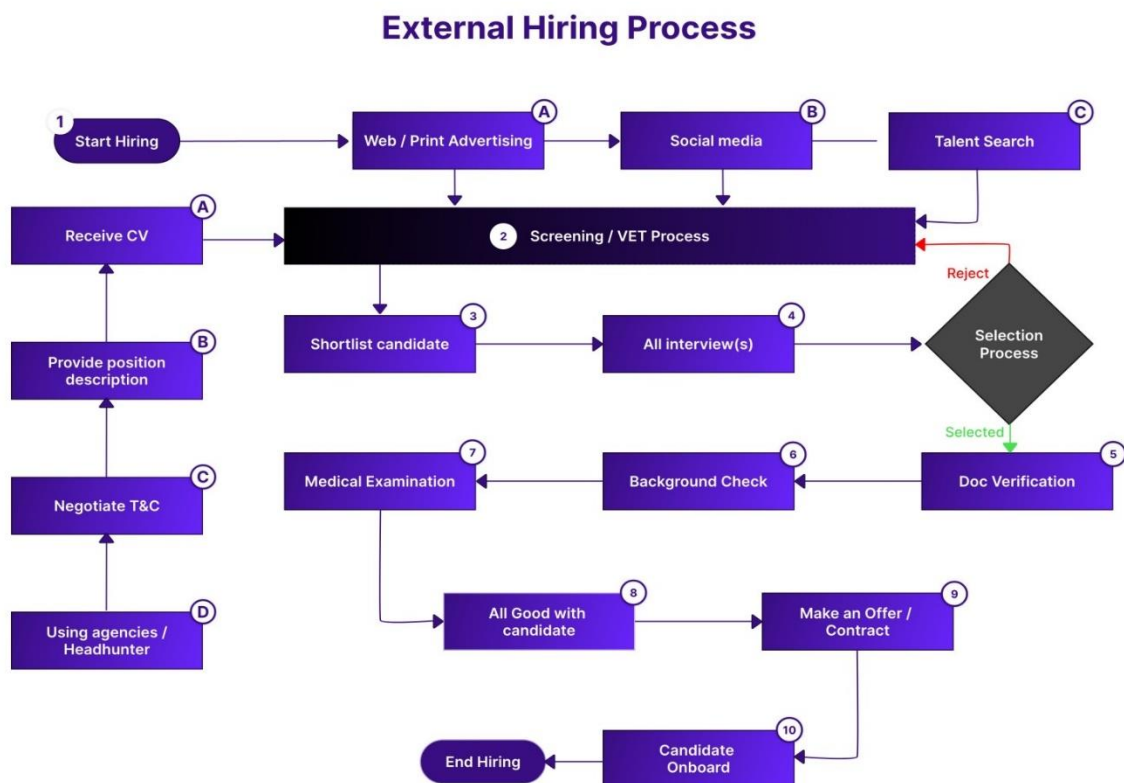 External Hiring Process
1
Start Hiring
A
Web / Print Advertising
B
Social media
C
Talent Search
A
Receive CV
2 Screening / VET Process
Reject
B
Provide position
description
3
Shortlist candidate
4
All interview(s)
Selection
Process
Selected
C
Negotiate T&C
7
Medical Examination
6
Background Check
5
Doc Verification
D
Using agencies /
Headhunter
8
All Good with
candidate
9
Make an Offer /
Contract
End Hiring
10
Candidate
Onboard